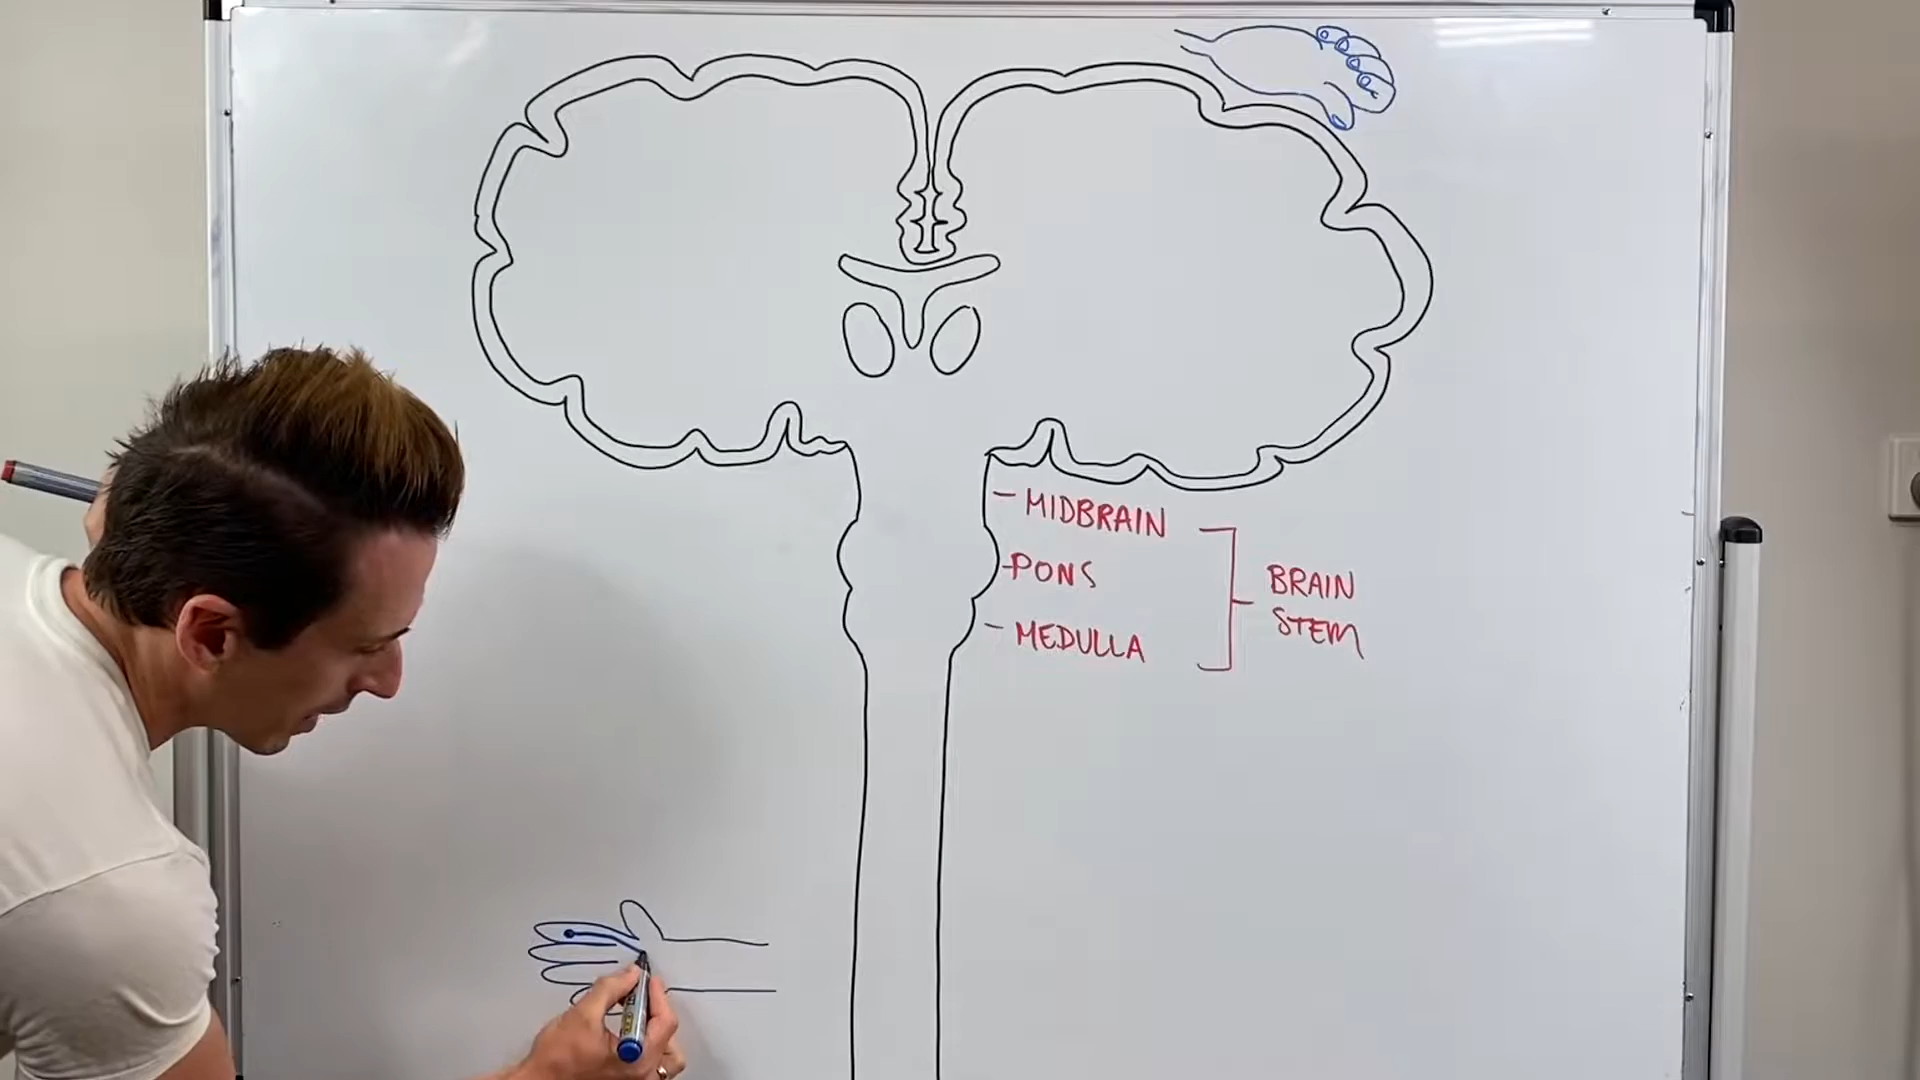 - MIDBRAIN
-PONS
- MEDULLA
BRAIN
STEM